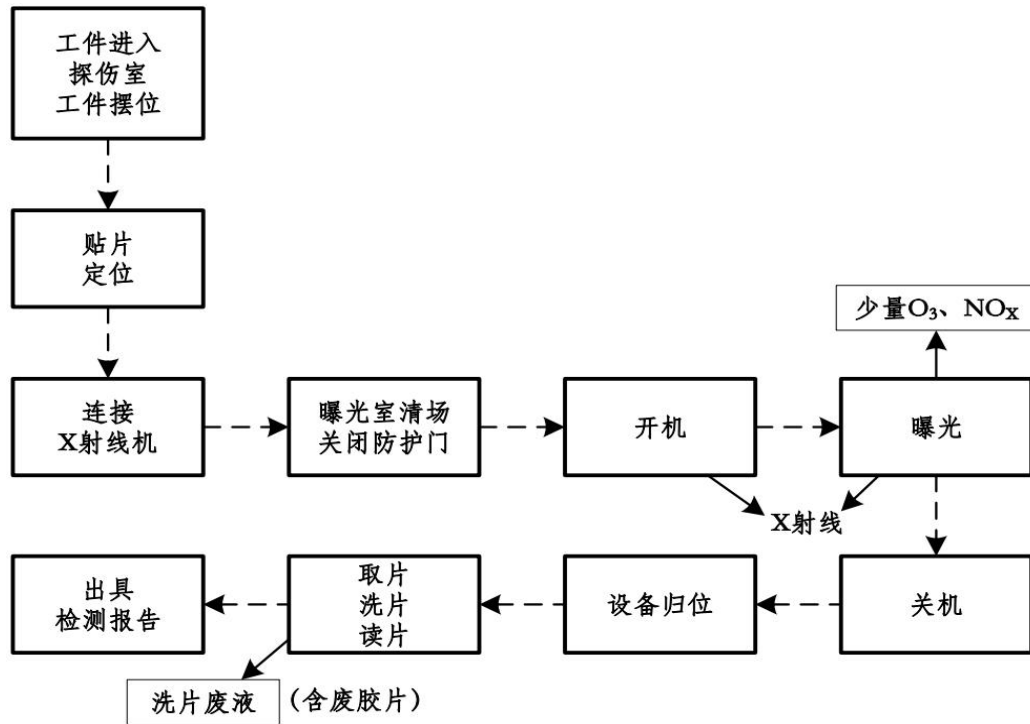 工件进入
探伤室
工件摆位
贴片
定位
少量O₃、NOX
连接
X射线机
曝光室清场
关闭防护门
开机
曝光
X射线
出具
检测报告
取片
洗片
读片
设备归位
关机
洗片废液（含废胶片）